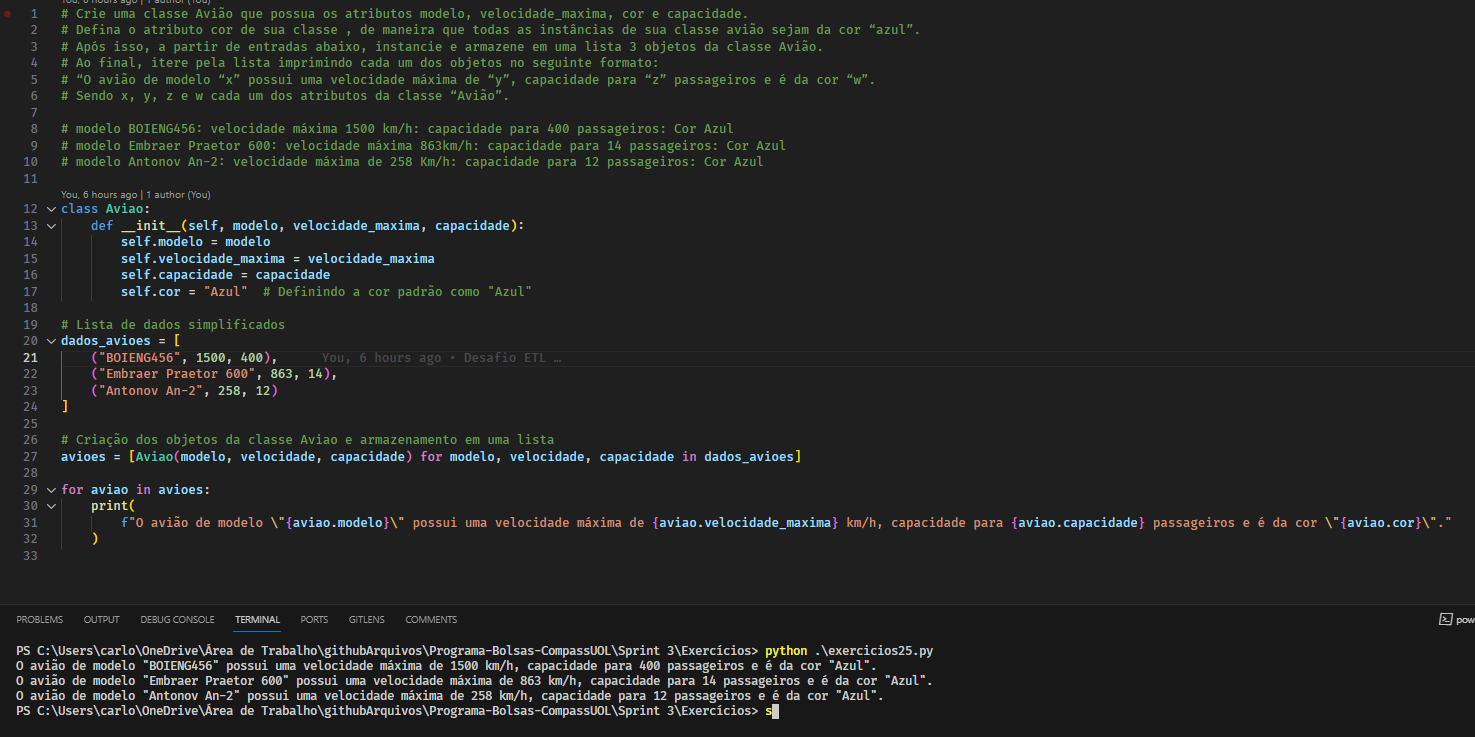 You, 6 hours ago | 1 author (You)
1 # Crie uma classe Avião que possua os atributos modelo, velocidade_maxima, cor e capacidade.
2 # Defina o atributo cor de sua classe , de maneira que todas as instâncias de sua classe avião sejam da cor “azul”.
3 # Após isso, a partir de entradas abaixo, instancie e armazene em uma lista 3 objetos da classe Avião.
4 # Ao final, itere pela lista imprimindo cada um dos objetos no seguinte formato:
5 # “O avião de modelo “x” possui uma velocidade máxima de “y”, capacidade para “z” passageiros e é da cor “w”.
6 # Sendo x, y, z e w cada um dos atributos da classe “Avião”.
7
8 # modelo BOIENG456: velocidade máxima 1500 km/h: capacidade para 400 passageiros: Cor Azul
9 # modelo Embraer Praetor 600: velocidade máxima 863km/h: capacidade para 14 passageiros: Cor Azul
10 # modelo Antonov An-2: velocidade máxima de 258 Km/h: capacidade para 12 passageiros: Cor Azul
11
You, 6 hours ago | 1 author (You)
12 class Aviao:
13 def __init__(self, modelo, velocidade_maxima, capacidade):
14 self.modelo = modelo
15 self.velocidade_maxima = velocidade_maxima
16 self.capacidade = capacidade
17 self.cor = "Azul"  # Definindo a cor padrão como "Azul"
18
19 # Lista de dados simplificados
20 dados_avioes = [
21 ("BOIENG456", 1500, 400), You, 6 hours ago • Desafio ETL …
22 ("Embraer Praetor 600", 863, 14),
23 ("Antonov An-2", 258, 12)
24 ]
25
26 # Criação dos objetos da classe Aviao e armazenamento em uma lista
27 avioes = [Aviao(modelo, velocidade, capacidade) for modelo, velocidade, capacidade in dados_avioes]
28
29 for aviao in avioes:
30 print(
31 f"O avião de modelo \"{aviao.modelo}\" possui uma velocidade máxima de {aviao.velocidade_maxima} km/h, capacidade para {aviao.capacidade} passageiros e é da cor \"{aviao.cor}\"."
32 )
33
PROBLEMS OUTPUT DEBUG CONSOLE TERMINAL PORTS GITLENS COMMENTS pow
PS C:\Users\carlo\OneDrive\Área de Trabalho\githubArquivos\Programa-Bolsas-CompassUOL\Sprint 3\Exercícios> python .\exercicios25.py
O avião de modelo "BOIENG456" possui uma velocidade máxima de 1500 km/h, capacidade para 400 passageiros e é da cor "Azul".
O avião de modelo "Embraer Praetor 600" possui uma velocidade máxima de 863 km/h, capacidade para 14 passageiros e é da cor "Azul".
O avião de modelo "Antonov An-2" possui uma velocidade máxima de 258 km/h, capacidade para 12 passageiros e é da cor "Azul".
PS C:\Users\carlo\OneDrive\Área de Trabalho\githubArquivos\Programa-Bolsas-CompassUOL\Sprint 3\Exercícios> s